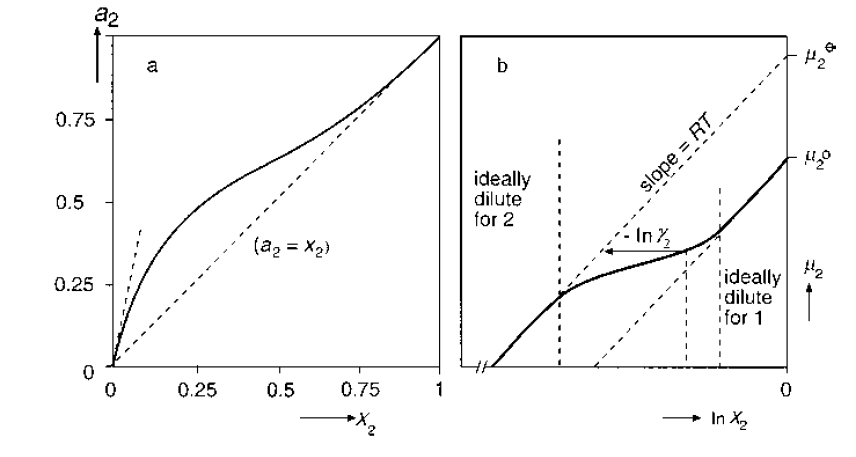 a₂
a
0.75
0.5
0.25
0
(a₂ = x₂)
0
0.25
0.5
0.75
1
X₂
b
μ₂⊖
μ₂o
slope = RT
ideally
dilute
for 2
- ln γ₂
ideally
dilute
for 1
μ₂
//
0
ln X₂